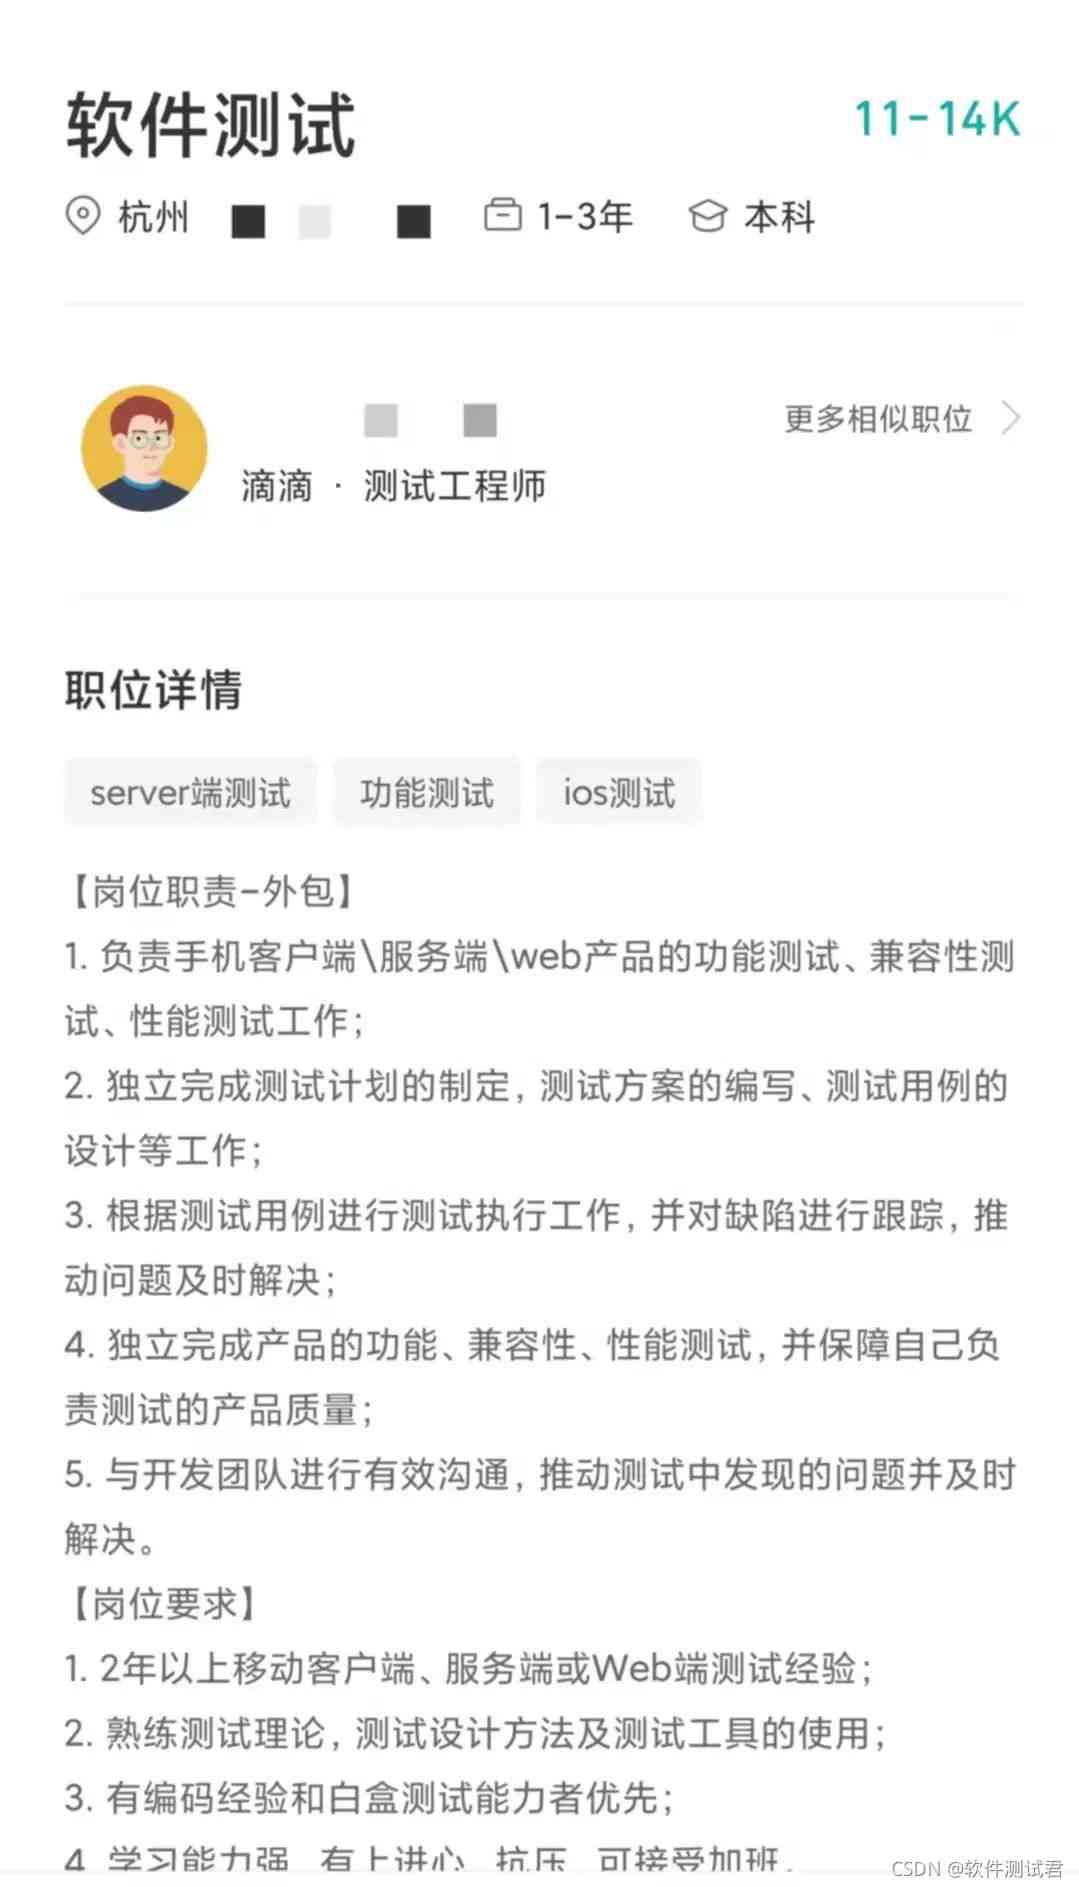 软件测试
11-14K
杭州
1-3年
本科
更多相似职位
滴滴 · 测试工程师
职位详情
server端测试
功能测试
ios测试
【岗位职责-外包】
1. 负责手机客户端\服务端\web产品的功能测试、兼容性测
试、性能测试工作；
2. 独立完成测试计划的制定，测试方案的编写、测试用例的
设计等工作；
3. 根据测试用例进行测试执行工作，并对缺陷进行跟踪，推
动问题及时解决；
4. 独立完成产品的功能、兼容性、性能测试，并保障自己负
责测试的产品质量；
5. 与开发团队进行有效沟通，推动测试中发现的问题并及时
解决。
【岗位要求】
1. 2年以上移动客户端、服务端或Web端测试经验；
2. 熟练测试理论，测试设计方法及测试工具的使用；
3. 有编码经验和白盒测试能力者优先；
4. 学习能力强，有上进心，抗压，可接受加班。
CSDN @软件测试君